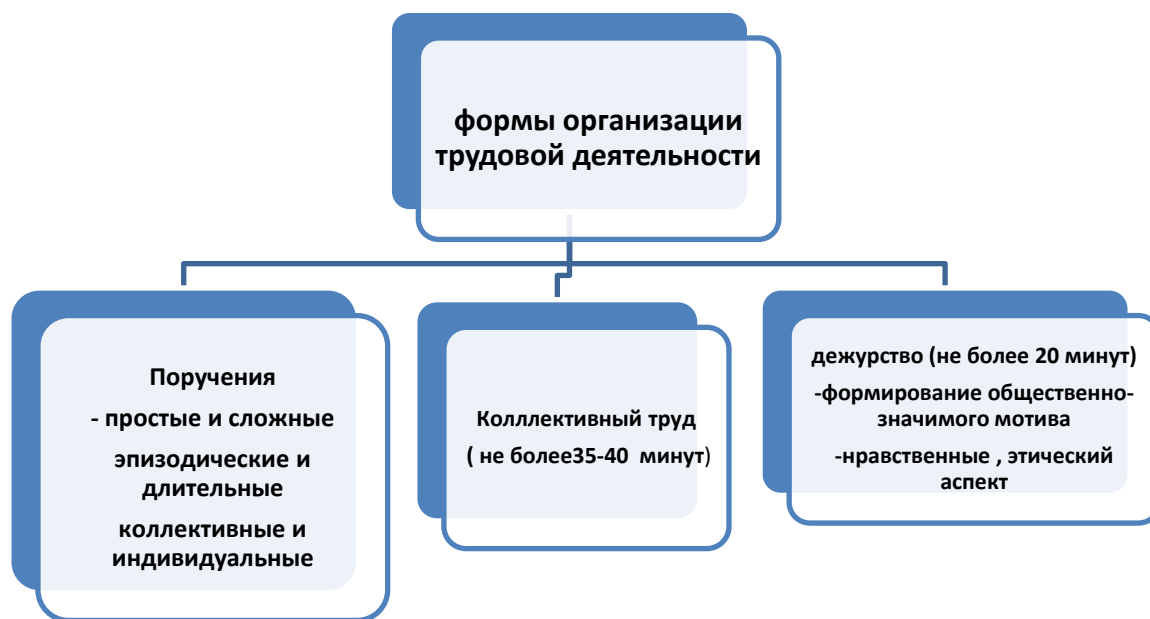 формы организации
трудовой деятельности
Поручения
- простые и сложные
эпизодические и
длительные
коллективные и
индивидуальные
Колллективный труд
( не более35-40 минут)
дежурство (не более 20 минут)
-формирование общественно-
значимого мотива
-нравственные , этический
аспект